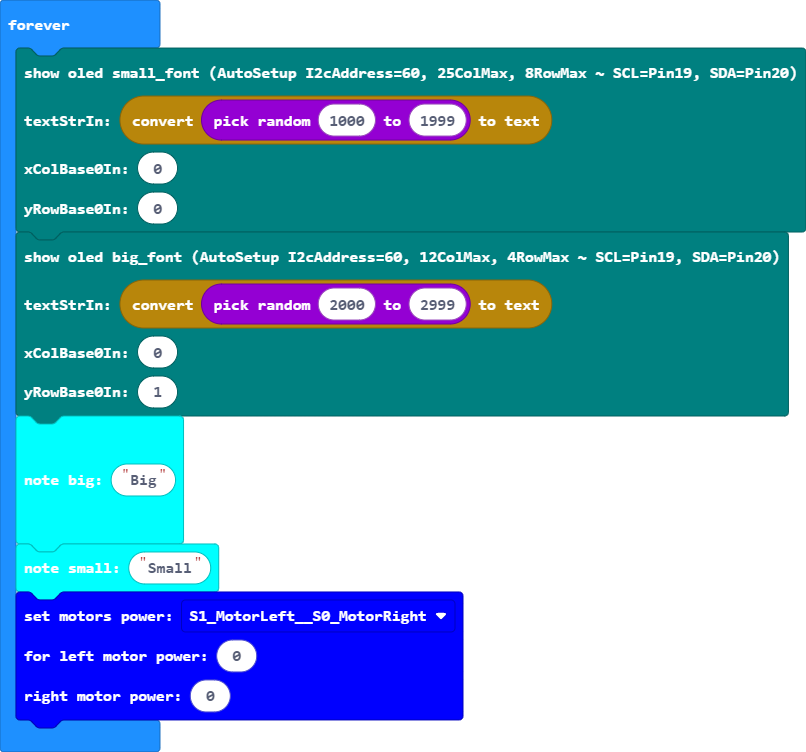 forever
show oled small_font (AutoSetup I2cAddress=60, 25ColMax, 8RowMax ~ SCL=Pin19, SDA=Pin20)
textStrIn: convert pick random 1000 to 1999 to text
xColBase0In: 0
yRowBase0In: 0
show oled big_font (AutoSetup I2cAddress=60, 12ColMax, 4RowMax ~ SCL=Pin19, SDA=Pin20)
textStrIn: convert pick random 2000 to 2999 to text
xColBase0In: 0
yRowBase0In: 1
note big: "Big"
note small: "Small"
set motors power: S1_MotorLeft__S0_MotorRight
for left motor power: 0
right motor power: 0